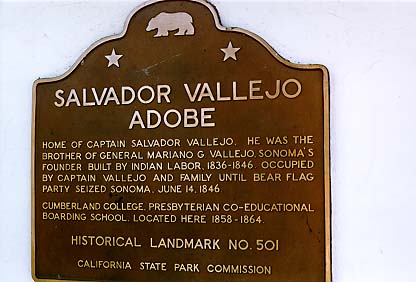 SALVADOR VALLEJO
ADOBE
HOME OF CAPTAIN SALVADOR VALLEJO. HE WAS THE
BROTHER OF GENERAL MARIANO G. VALLEJO, SONOMA'S
FOUNDER BUILT BY INDIAN LABOR, 1836-1846. OCCUPIED
BY CAPTAIN VALLEJO AND FAMILY UNTIL BEAR FLAG
PARTY SEIZED SONOMA, JUNE 14, 1846
CUMBERLAND COLLEGE, PRESBYTERIAN CO-EDUCATIONAL
BOARDING SCHOOL, LOCATED HERE 1858-1864.
HISTORICAL LANDMARK NO. 501
CALIFORNIA STATE PARK COMMISSION